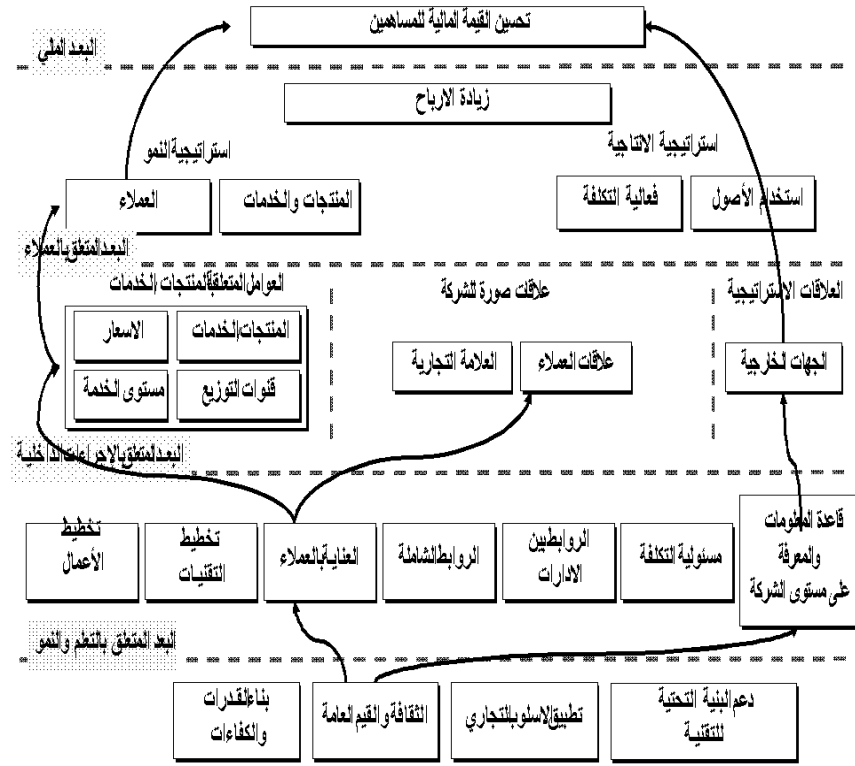 تحسين القيمة المالية للمساهمين
البعد الملي
زيادة الارباح
استراتيجية الانتاجية
استراتيجية النمو
استخدام الأصول
فعالية التكلفة
المنتجات والخدمات
العملاء
البعد المتعلق بالعملاء
العلاقات الاستراتيجية
علاقات صورة للشركة
العوامل المتعلقة بالمنتجات /الخدمات
المنتجات/الخدمات
الاسعار
الجهات الخارجية
علاقات العملاء
العلامة التجارية
قنوات التوزيع
مستوى الخدمة
البعد المتعلق بالاجراءات الداخلية
قاعدة المعلومات
والمعرفة
على مستوى الشركة
مسئولية التكلفة
الروابط بين
الادارات
الروابط الشاملة
العناية بالعملاء
تخطيط
التقنيات
تخطيط
الأعمال
البعد المتعلق بالتعلم والنمو
دعم البنية التحتية
للتقنية
تطبيق الاسلوب التجاري
الثقافة والقيم العامة
بناء القدرات
والكفاءات